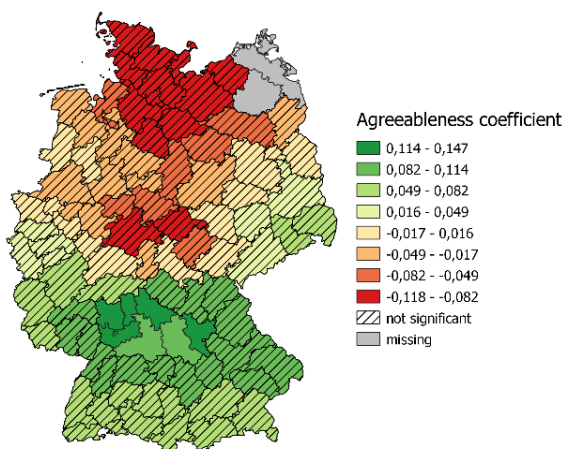 Agreeableness coefficient
0,114 - 0,147
0,082 - 0,114
0,049 - 0,082
0,016 - 0,049
-0,017 - 0,016
-0,049 - -0,017
-0,082 - -0,049
-0,118 - -0,082
not significant
missing